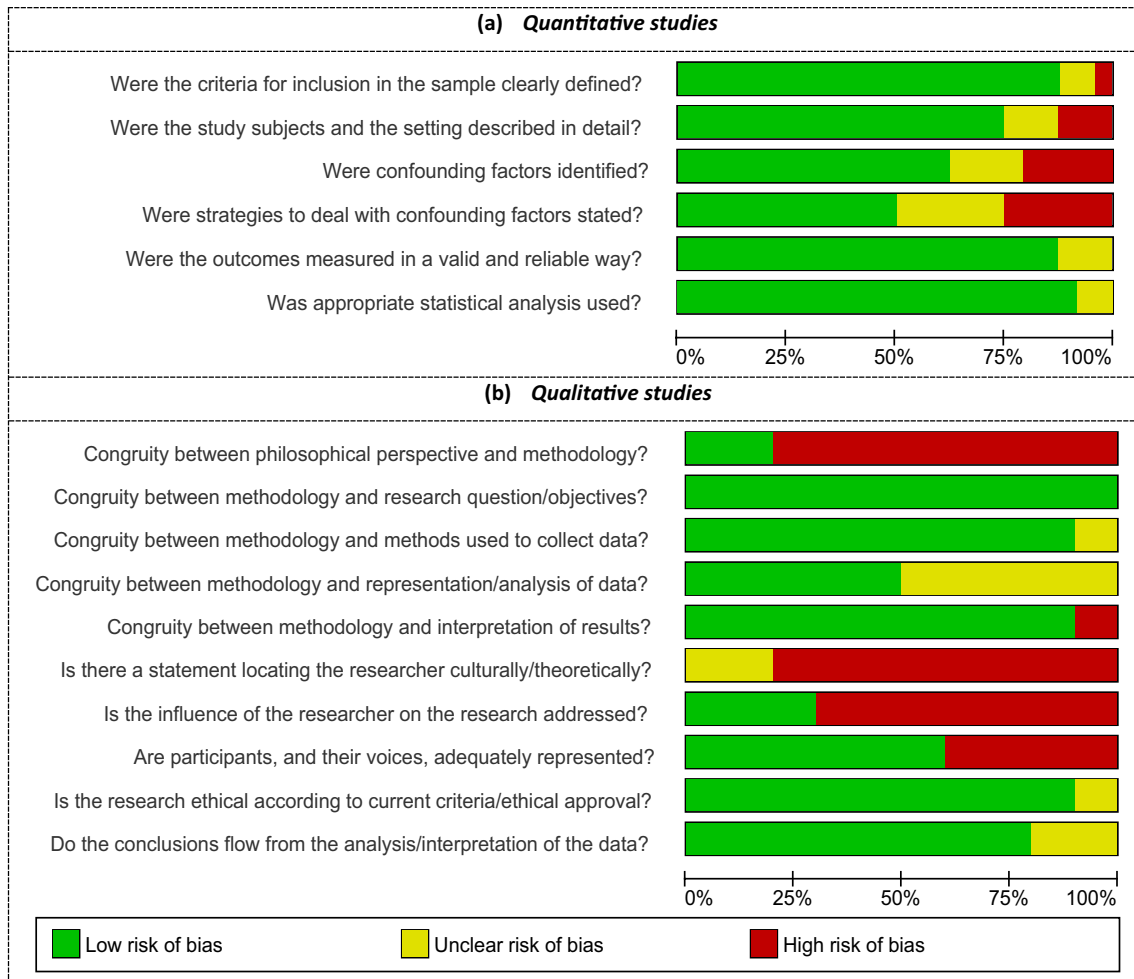 (a) Quantitative studies
Were the criteria for inclusion in the sample clearly defined?
Were the study subjects and the setting described in detail?
Were confounding factors identified?
Were strategies to deal with confounding factors stated?
Were the outcomes measured in a valid and reliable way?
Was appropriate statistical analysis used?
0% 25% 50% 75% 100%
(b) Qualitative studies
Congruity between philosophical perspective and methodology?
Congruity between methodology and research question/objectives?
Congruity between methodology and methods used to collect data?
Congruity between methodology and representation/analysis of data?
Congruity between methodology and interpretation of results?
Is there a statement locating the researcher culturally/theoretically?
Is the influence of the researcher on the research addressed?
Are participants, and their voices, adequately represented?
Is the research ethical according to current criteria/ethical approval?
Do the conclusions flow from the analysis/interpretation of the data?
0% 25% 50% 75% 100%
Low risk of bias Unclear risk of bias High risk of bias